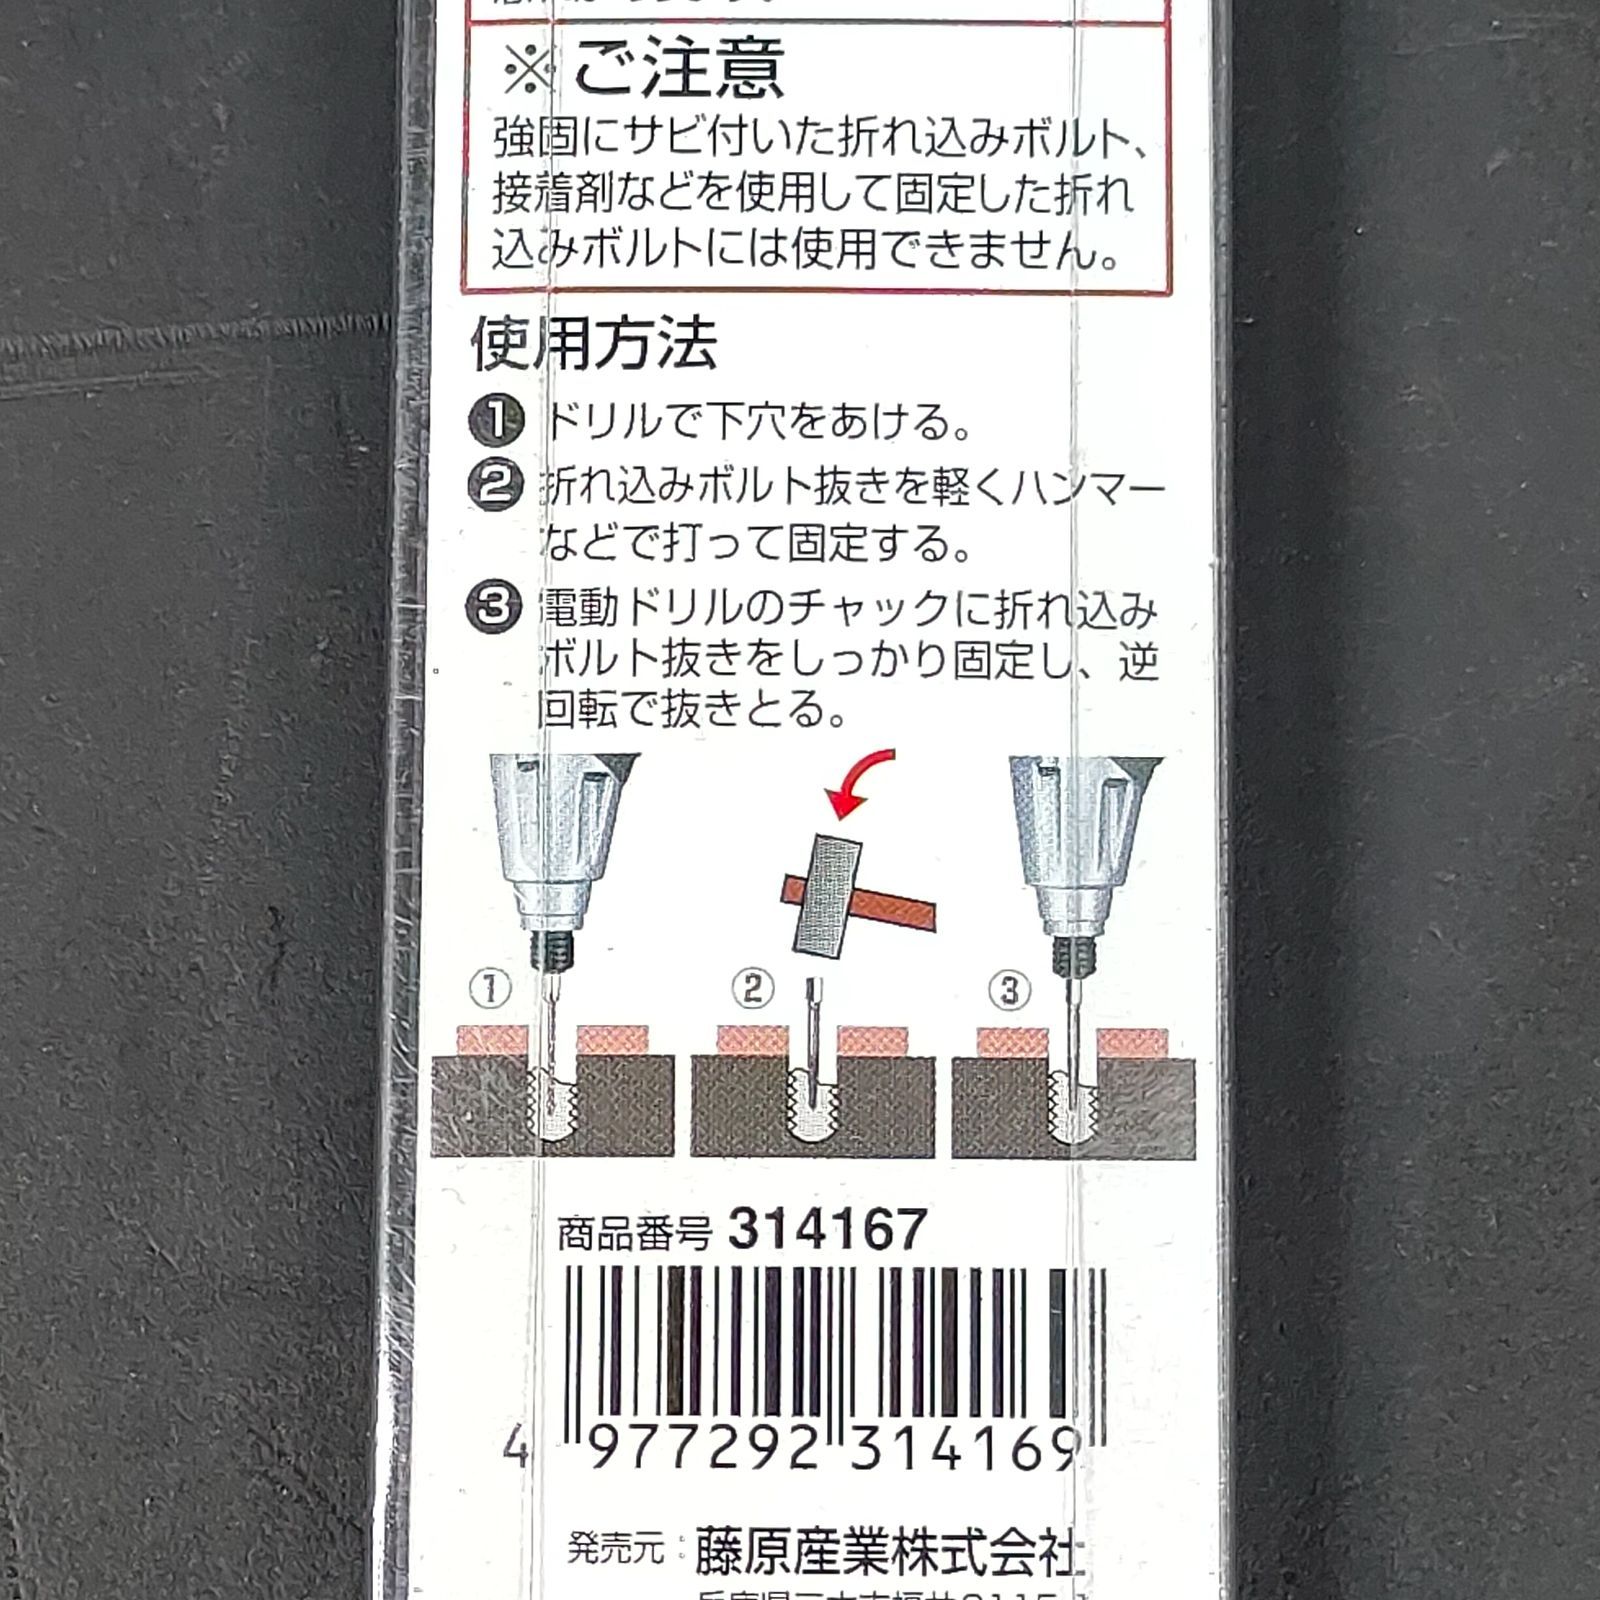 ※ご注意
強固にサビ付いた折れ込みボルト、
接着剤などを使用して固定した折れ
込みボルトには使用できません。
使用方法
1 ドリルで下穴をあける。
2 折れ込みボルト抜きを軽くハンマー
などで打って固定する。
3 電動ドリルのチャックに折れ込み
ボルト抜きをしっかり固定し、逆
回転で抜きとる。
① ② ③
商品番号 314167
4 977292 314169
発売元：藤原産業株式会社